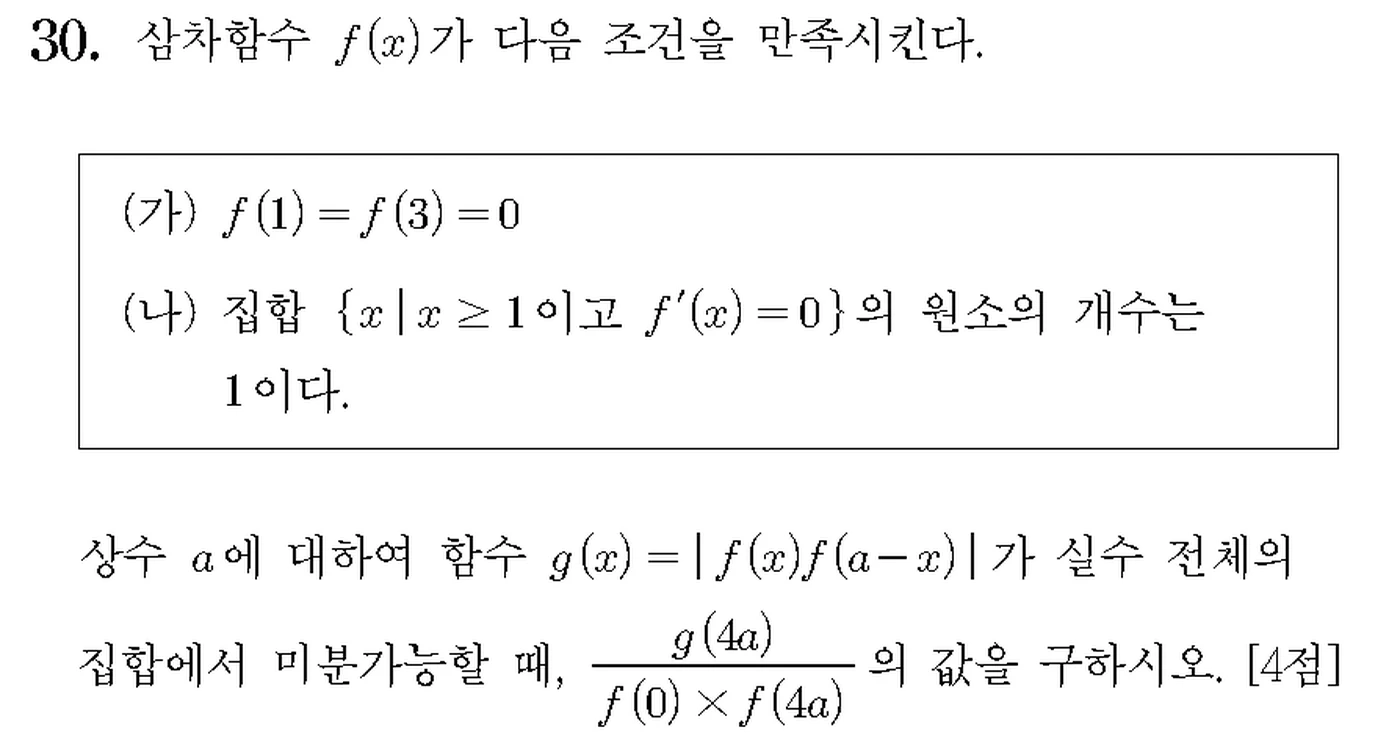 30. 삼차함수 f(x)가 다음 조건을 만족시킨다.
(가) f(1)=f(3)=0
(나) 집합 {x|x ≥ 1이고 f′(x)=0}의 원소의 개수는
1이다.
상수 a에 대하여 함수 g(x)=|f(x)f(a-x)|가 실수 전체의
집합에서 미분가능할 때, g(4a)/(f(0)×f(4a))의 값을 구하시오. [4점]